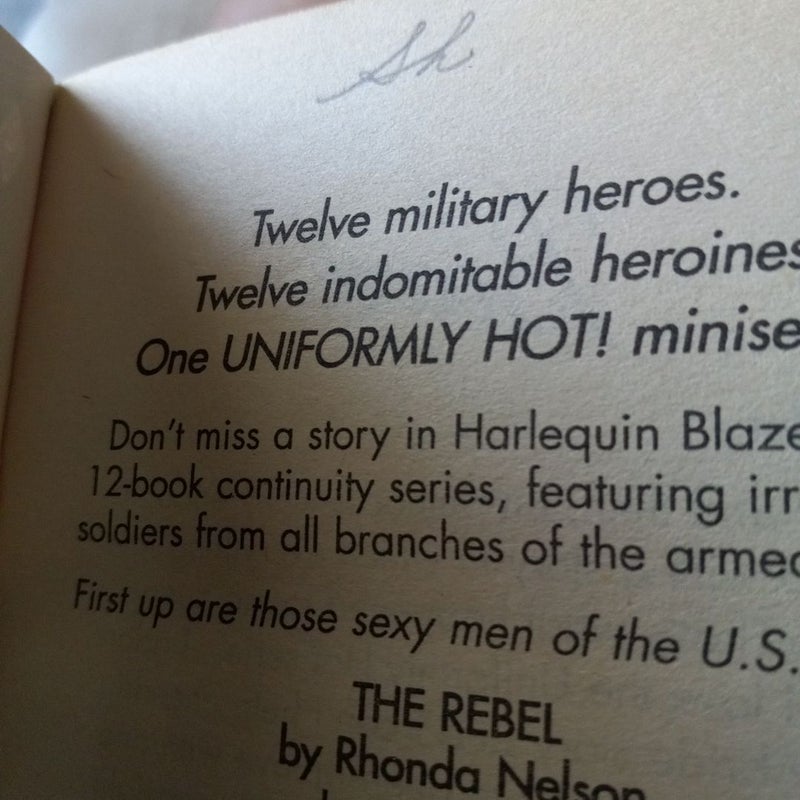 Sh
Twelve military heroes.
Twelve indomitable heroines
One UNIFORMLY HOT! minise
Don't miss a story in Harlequin Blaze
12-book continuity series, featuring irr
soldiers from all branches of the armed
First up are those sexy men of the U.S.
THE REBEL
by Rhonda Nelson